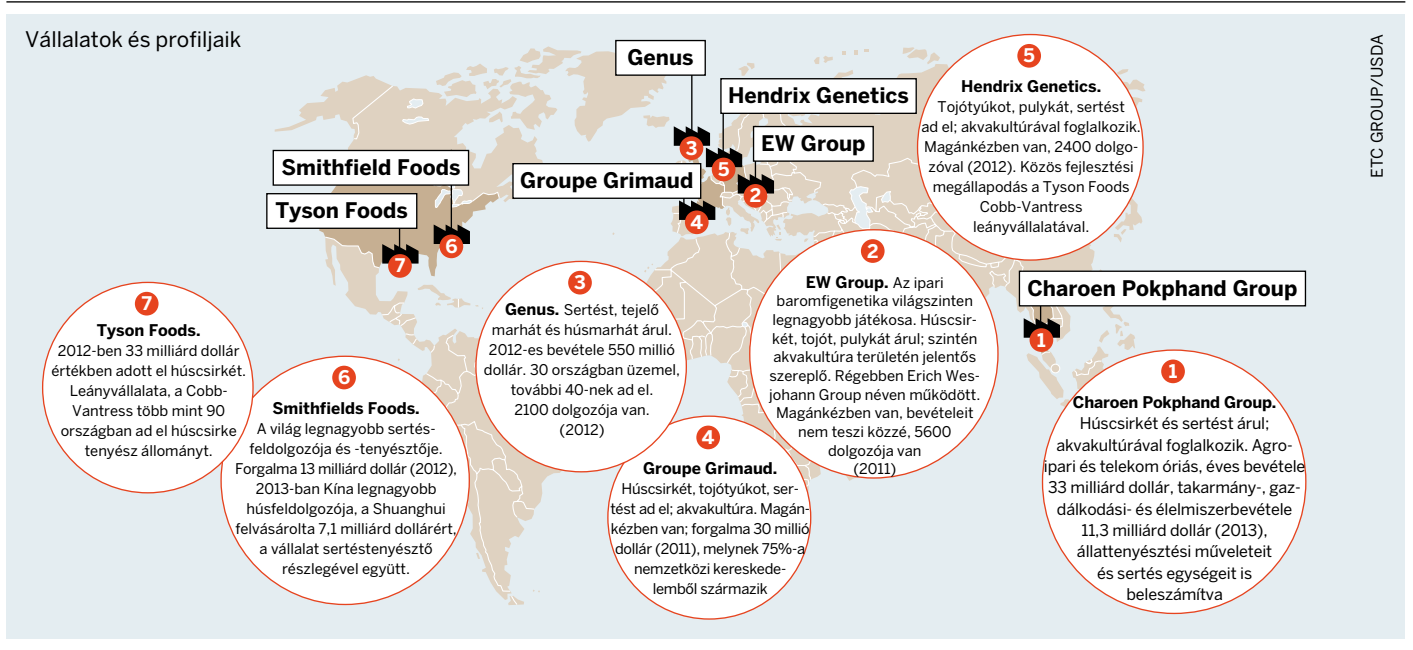 Vállalatok és profiljaik
ETC GROUP/USDA
Genus
Hendrix Genetics
EW Group
Smithfield Foods
Groupe Grimaud
Tyson Foods
Charoen Pokphand Group
3
5
2
4
6
7
1
5
Hendrix Genetics.
Tojótyúkot, pulykát, sertést
ad el; akvakultúrával foglalkozik.
Magánkézben van, 2400 dolgo-
zóval (2012). Közös fejlesztési
megállapodás a Tyson Foods
Cobb-Vantress
leányvállalatával.
2
EW Group. Az ipari
baromfigenetika világszinten
legnagyobb játékosa. Húscsir-
két, tojót, pulykát árul; szintén
akvakultúra területén jelentős
szereplő. Régebben Erich Wes-
johann Group néven működött.
Magánkézben van, bevételeit
nem teszi közzé, 5600
dolgozója van
(2011)
3
Genus. Sertést, tejelő
marhát és húsmarhát árul.
2012-es bevétele 550 millió
dollár. 30 országban üzemel,
további 40-nek ad el.
2100 dolgozója van.
(2012)
7
Tyson Foods.
2012-ben 33 milliárd dollár
értékben adott el húscsirkét.
Leányvállalata, a Cobb-
Vantress több mint 90
országban ad el húscsirke
tenyész állományt.
6
Smithfields Foods.
A világ legnagyobb sertés-
feldolgozója és -tenyésztője.
Forgalma 13 milliárd dollár (2012),
2013-ban Kína legnagyobb
húsfeldolgozója, a Shuanghui
felvásárolta 7,1 milliárd dollárért,
a vállalat sertéstenyésztő
részlegével együtt.
4
Groupe Grimaud.
Húscsirkét, tojótyúkot, ser-
tést ad el; akvakultúra. Magán-
kézben van; forgalma 30 millió
dollár (2011), melynek 75%-a
nemzetközi kereskede-
lemből származik
1
Charoen Pokphand Group.
Húscsirkét és sertést árul;
akvakultúrával foglalkozik. Agro-
ipari és telekom óriás, éves bevétele
33 milliárd dollár, takarmány-, gaz-
dálkodási- és élelmiszerbevétele
11,3 milliárd dollár (2013),
állattenyésztési műveleteit
és sertés egységeit is
beleszámítva